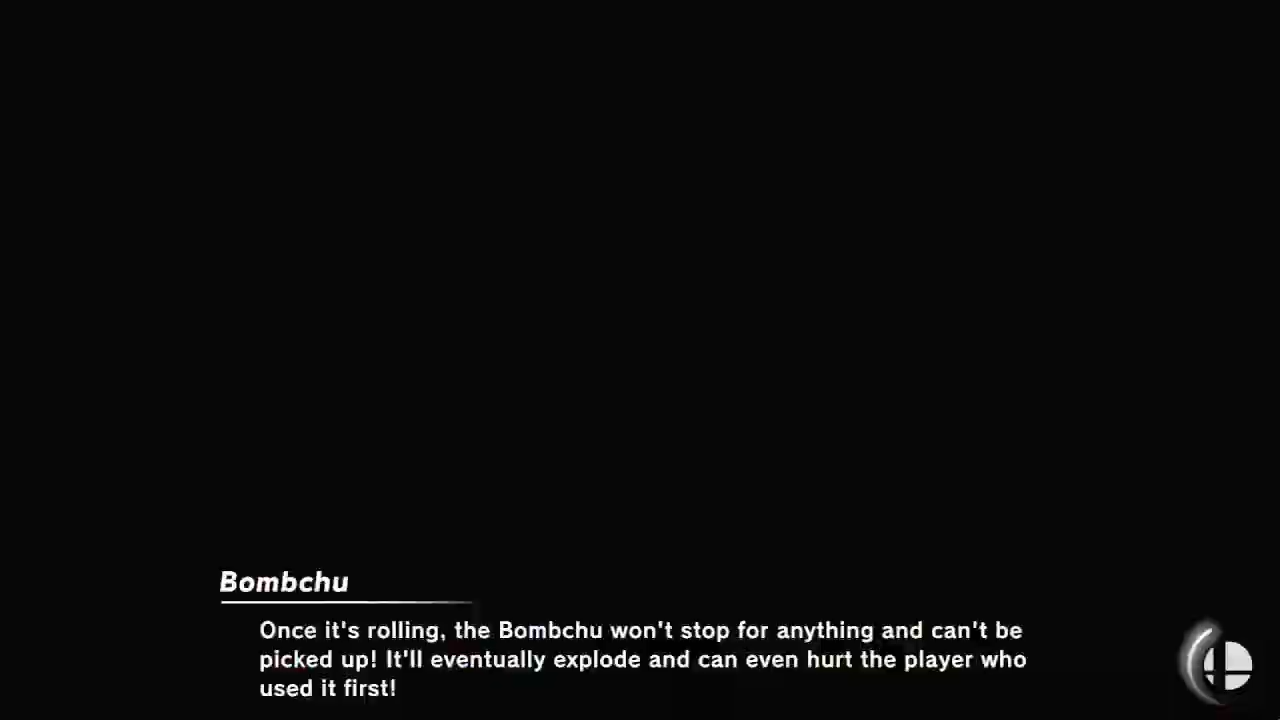 Bombchu
Once it's rolling, the Bombchu won't stop for anything and can't be
picked up! It'll eventually explode and can even hurt the player who
used it first!